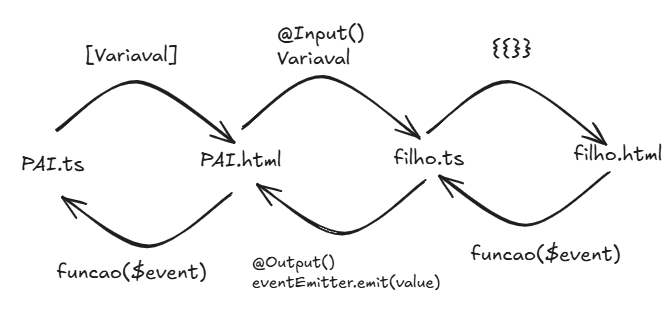 [Variaval]
@Input()
Variaval
{{}}
PAI.ts
PAI.html
filho.ts
filho.html
funcao($event)
@Output()
eventEmitter.emit(value)
funcao($event)